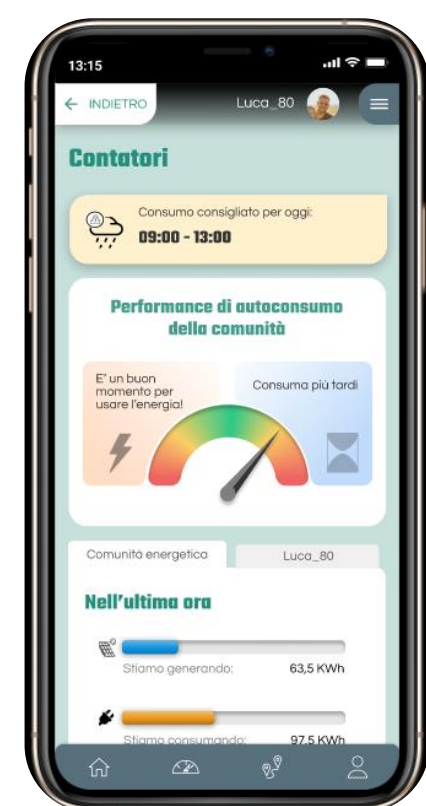 13:15
← INDIETRO
Luca_80
Contatori
Consumo consigliato per oggi:
09:00 - 13:00
Performance di autoconsumo
della comunità
E' un buon
momento per
usare l'energia!
Consuma più tardi
Comunità energetica
Luca_80
Nell'ultima ora
Stiamo generando:
63,5 KWh
Stiamo consumando:
97,5 KWh